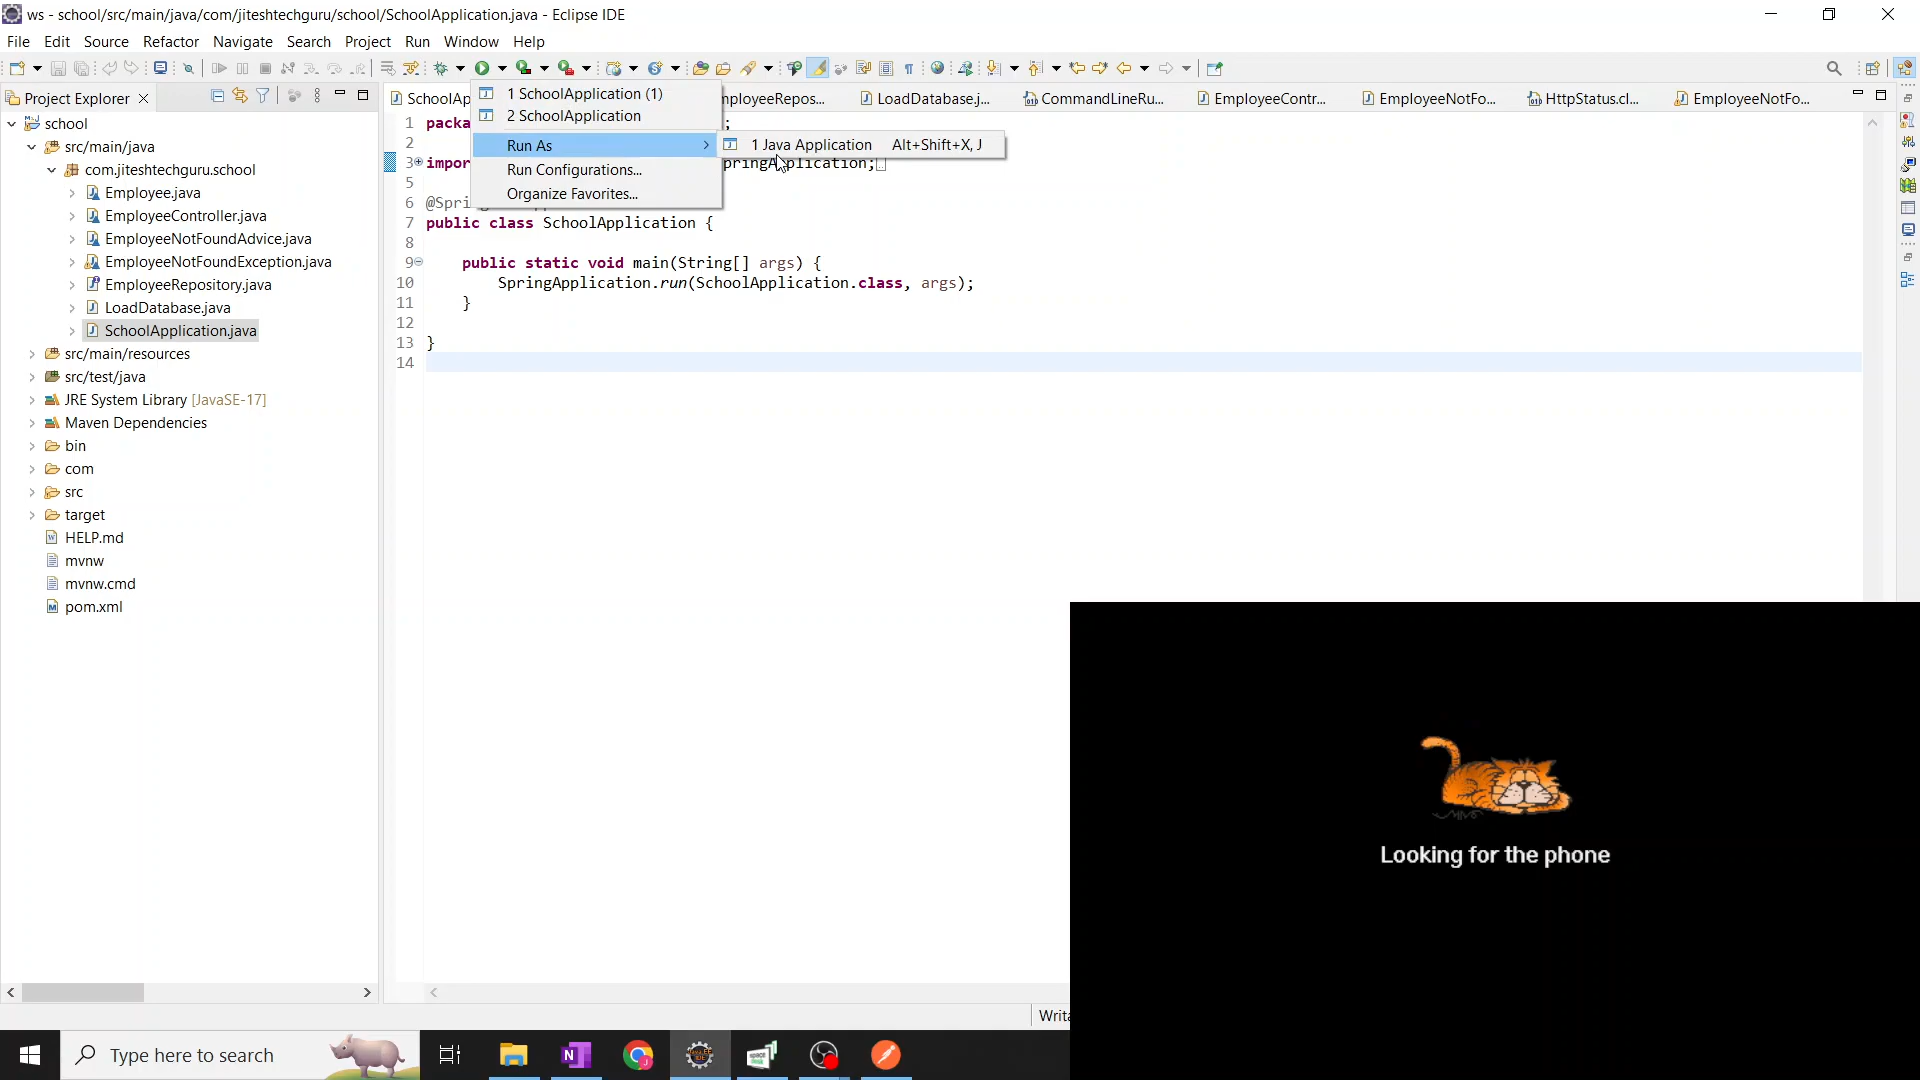 ws - school/src/main/java/com/jiteshtechguru/school/SchoolApplication.java - Eclipse IDE
File Edit Source Refactor Navigate Search Project Run Window Help
Project Explorer
SchoolAp
1 SchoolApplication (1)
mployeeRepos...
LoadDatabase.j...
CommandLineRu...
EmployeeContr...
EmployeeNotFo...
HttpStatus.cl...
EmployeeNotFo...
2 SchoolApplication
Run As
1 Java Application Alt+Shift+X, J
Run Configurations...
Organize Favorites...
school
src/main/java
com.jiteshtechguru.school
Employee.java
EmployeeController.java
EmployeeNotFoundAdvice.java
EmployeeNotFoundException.java
EmployeeRepository.java
LoadDatabase.java
SchoolApplication.java
src/main/resources
src/test/java
JRE System Library [JavaSE-17]
Maven Dependencies
bin
com
src
target
HELP.md
mvnw
mvnw.cmd
pom.xml
1 packa ;
2
3 impor pringApplication;
5
6 @Spri
7 public class SchoolApplication {
8
9 public static void main(String[] args) {
10 SpringApplication.run(SchoolApplication.class, args);
11 }
12
13 }
14
Looking for the phone
Writa
Type here to search